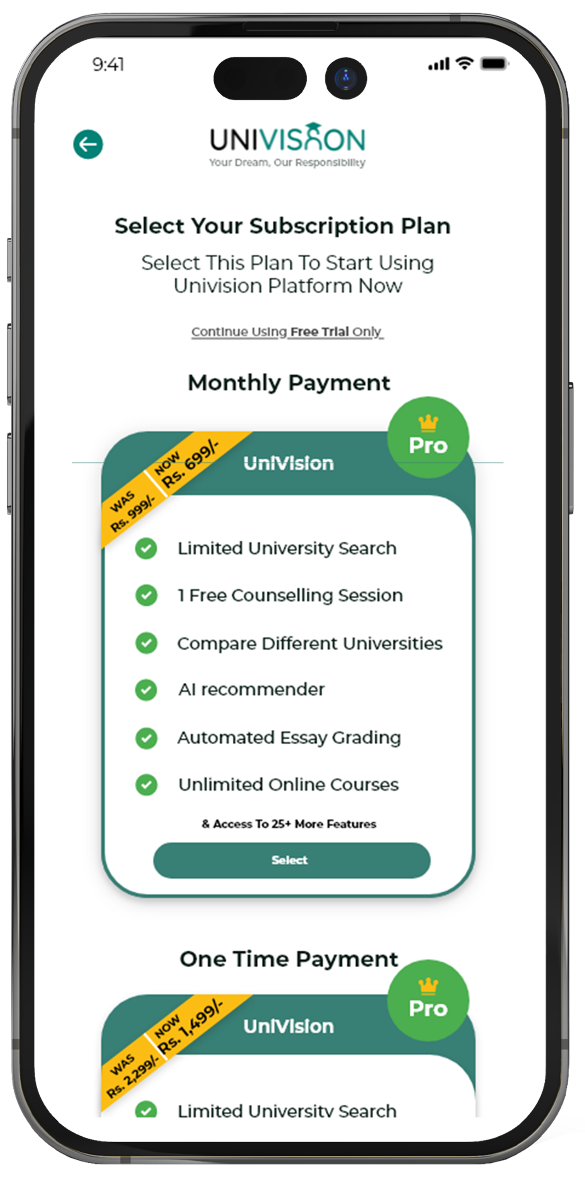 9:41
UNIVISION
Your Dream, Our Responsibility
Select Your Subscription Plan
Select This Plan To Start Using
Univision Platform Now
Continue Using Free Trial Only
Monthly Payment
Pro
WAS
Rs. 999/-
NOW
Rs. 699/-
UniVision
Limited University Search
1 Free Counselling Session
Compare Different Universities
AI recommender
Automated Essay Grading
Unlimited Online Courses
& Access To 25+ More Features
Select
One Time Payment
Pro
WAS
Rs. 2,299/-
NOW
Rs. 1,499/-
UniVision
Limited University Search